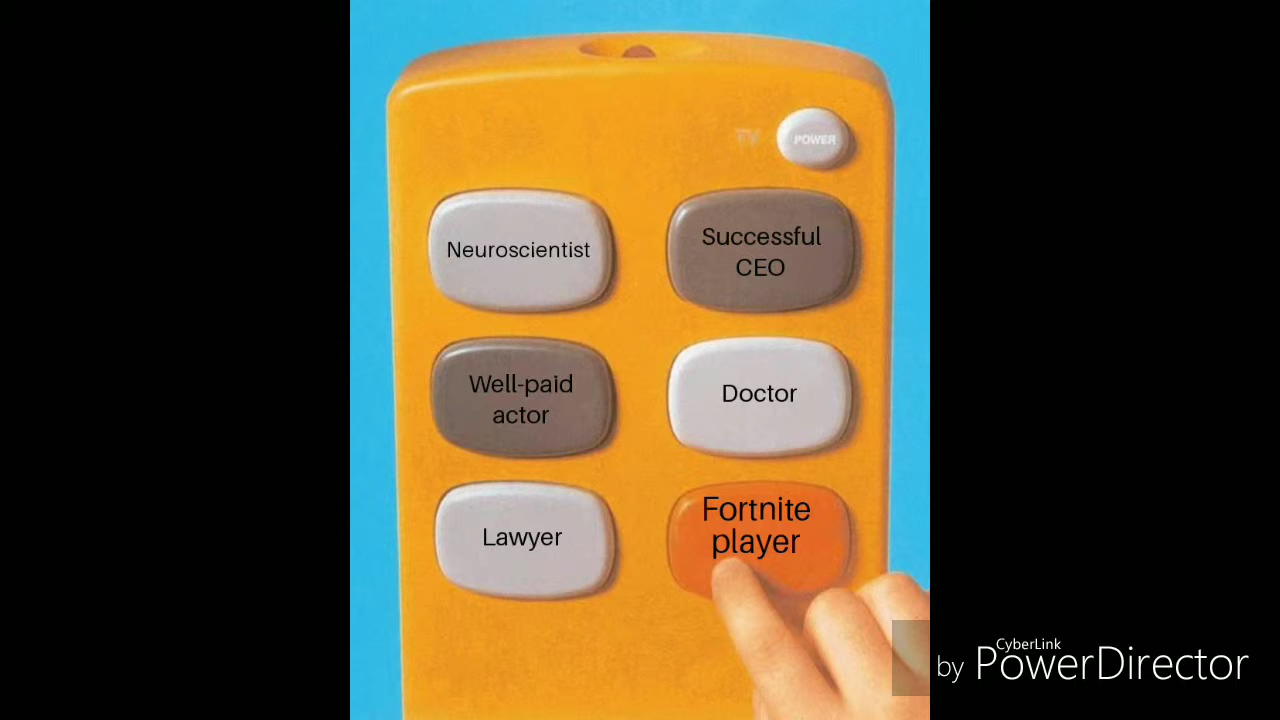 TV
POWER
Neuroscientist
Successful
CEO
Well-paid
actor
Doctor
Lawyer
Fortnite
player
CyberLink
by PowerDirector